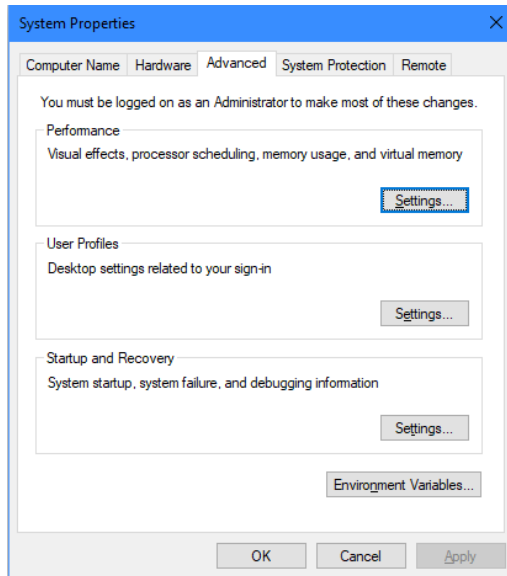 System Properties
Computer Name Hardware Advanced System Protection Remote
You must be logged on as an Administrator to make most of these changes.
Performance
Visual effects, processor scheduling, memory usage, and virtual memory
Settings...
User Profiles
Desktop settings related to your sign-in
Settings...
Startup and Recovery
System startup, system failure, and debugging information
Settings...
Environment Variables...
OK Cancel Apply